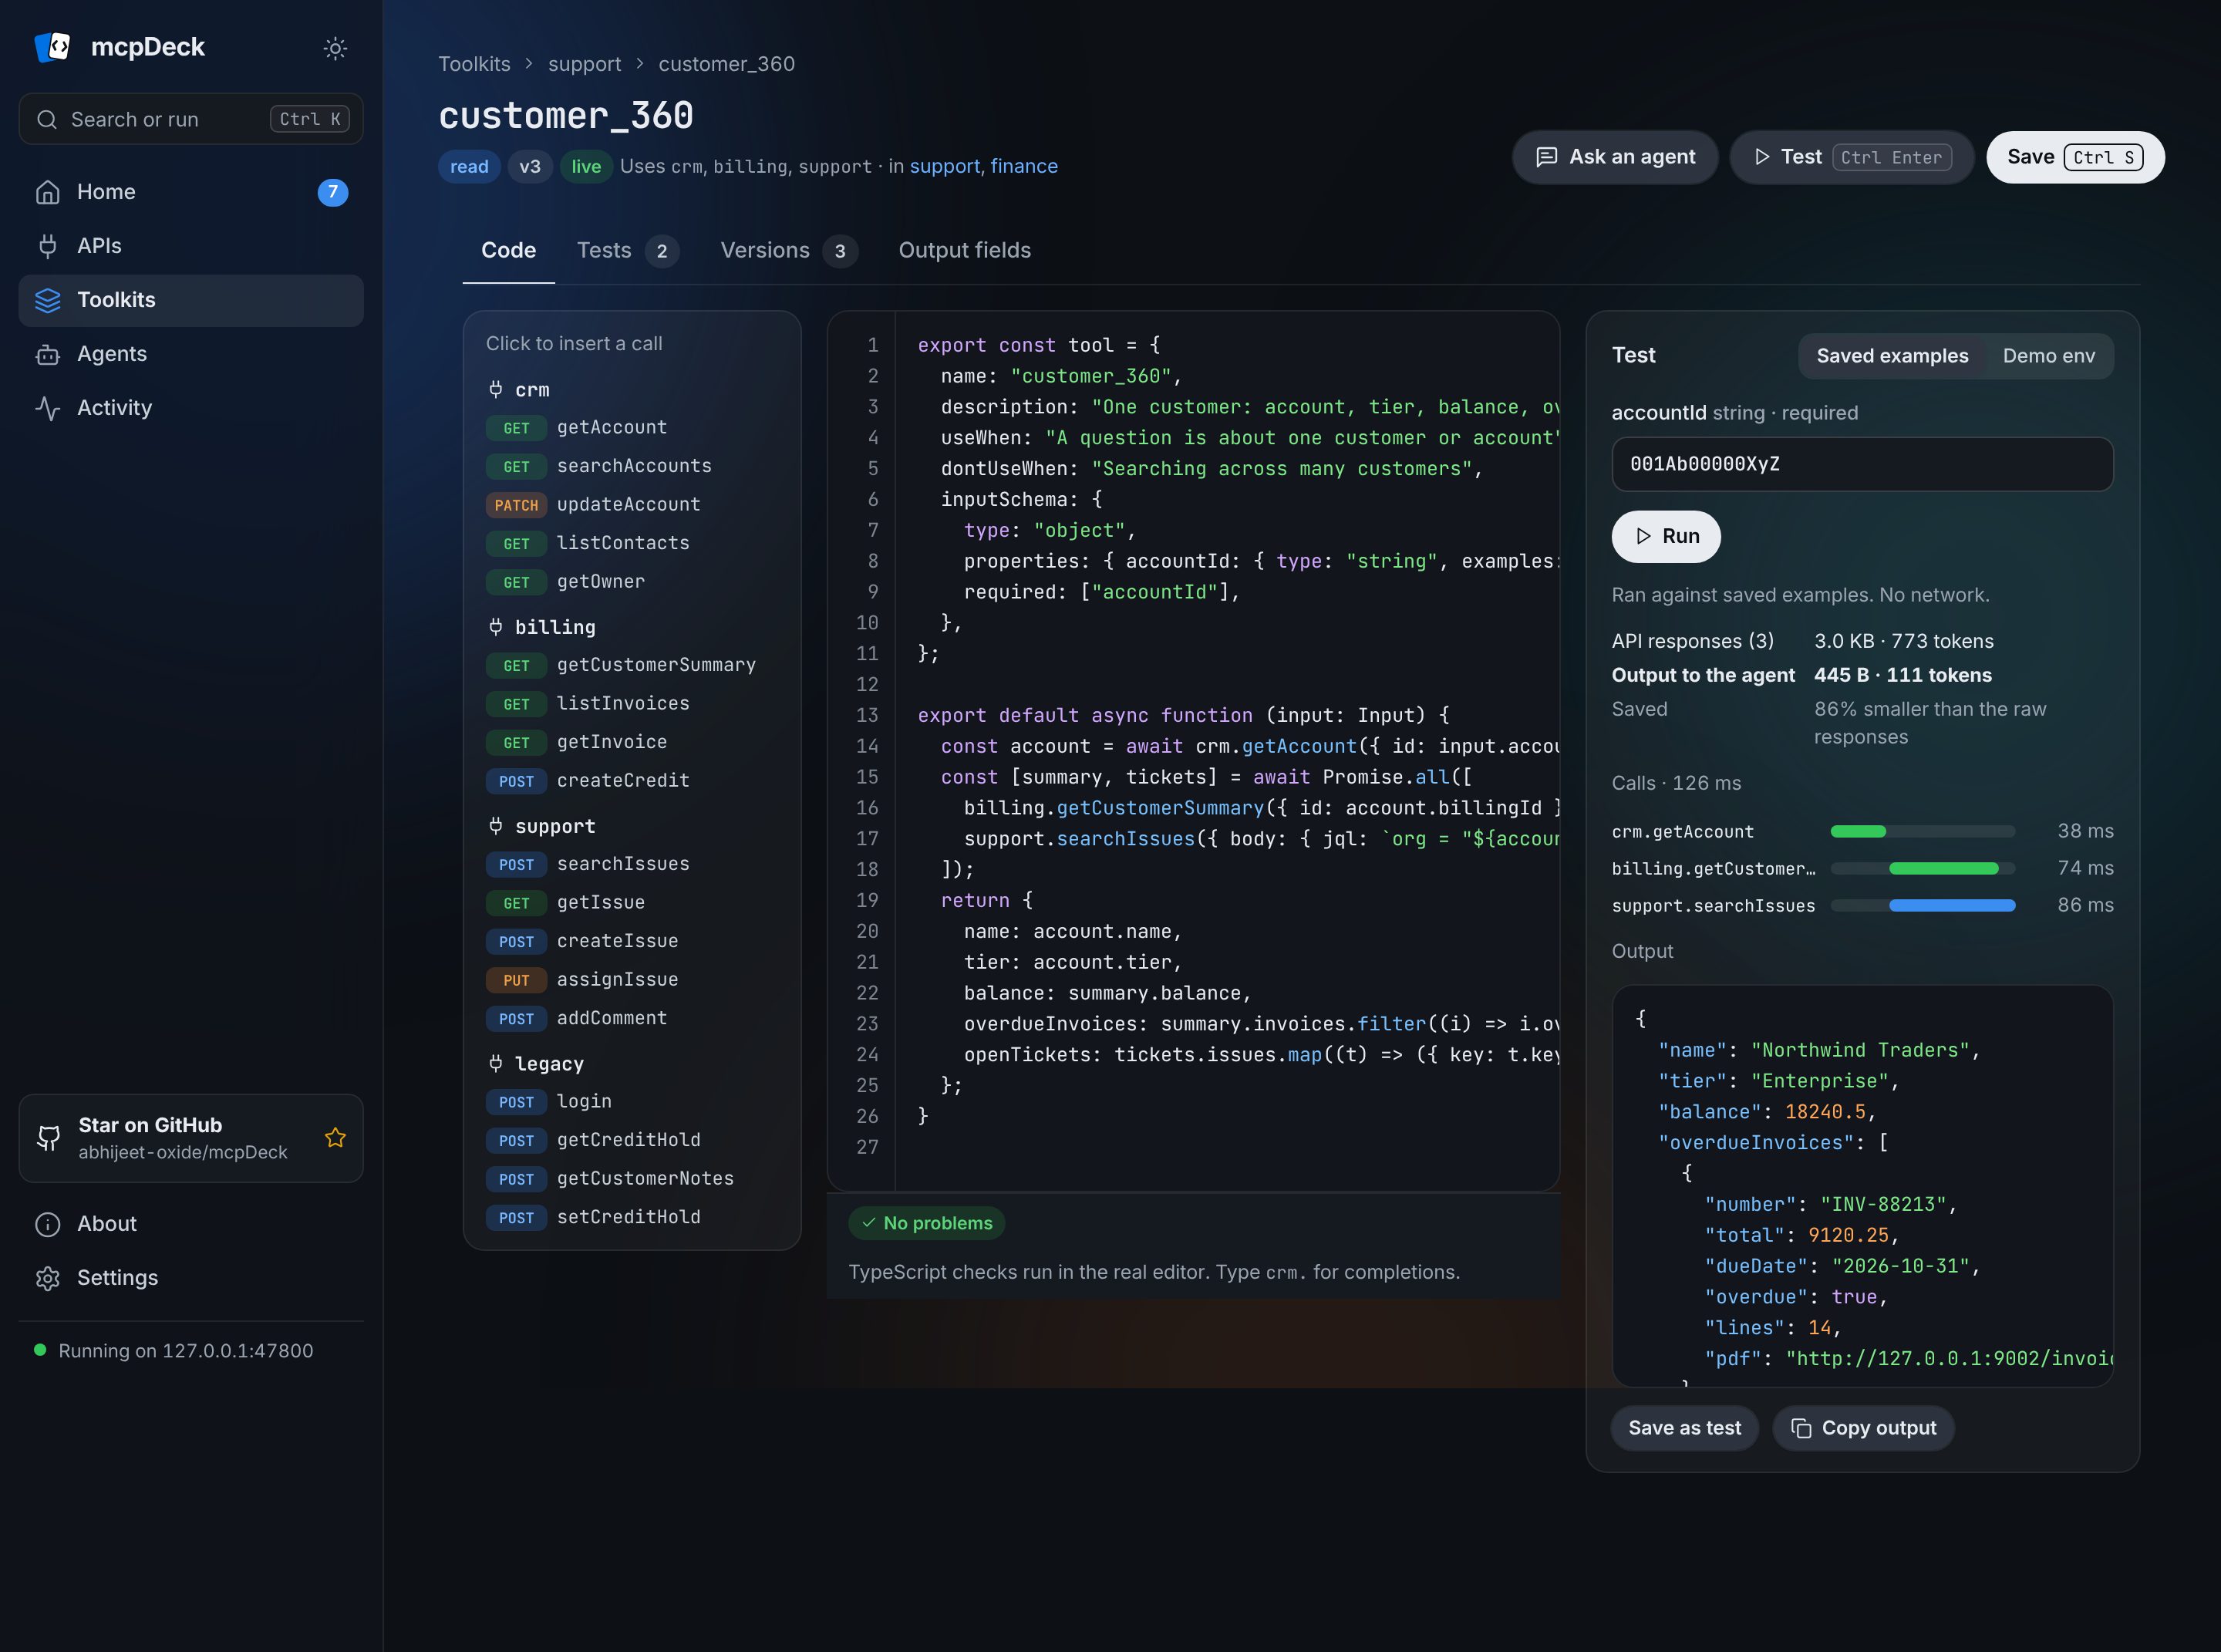 mcpDeck
Search or run Ctrl K
Home 7
APIs
Toolkits
Agents
Activity
Star on GitHub
abhijeet-oxide/mcpDeck
About
Settings
Running on 127.0.0.1:47800
Toolkits > support > customer_360
customer_360
read v3 live Uses crm, billing, support · in support, finance
Ask an agent
Test Ctrl Enter
Save Ctrl S
Code
Tests 2
Versions 3
Output fields
Click to insert a call
crm
GET getAccount
GET searchAccounts
PATCH updateAccount
GET listContacts
GET getOwner
billing
GET getCustomerSummary
GET listInvoices
GET getInvoice
POST createCredit
support
POST searchIssues
GET getIssue
POST createIssue
PUT assignIssue
POST addComment
legacy
POST login
POST getCreditHold
POST getCustomerNotes
POST setCreditHold
1 export const tool = {
2 name: "customer_360",
3 description: "One customer: account, tier, balance, ov
4 useWhen: "A question is about one customer or account"
5 dontUseWhen: "Searching across many customers",
6 inputSchema: {
7 type: "object",
8 properties: { accountId: { type: "string", examples:
9 required: ["accountId"],
10 },
11 };
12
13 export default async function (input: Input) {
14 const account = await crm.getAccount({ id: input.accou
15 const [summary, tickets] = await Promise.all([
16 billing.getCustomerSummary({ id: account.billingId }
17 support.searchIssues({ body: { jql: `org = "${accoun
18 ]);
19 return {
20 name: account.name,
21 tier: account.tier,
22 balance: summary.balance,
23 overdueInvoices: summary.invoices.filter((i) => i.ov
24 openTickets: tickets.issues.map((t) => ({ key: t.key
25 };
26 }
27
No problems
TypeScript checks run in the real editor. Type crm. for completions.
Test
Saved examples
Demo env
accountId string · required
001Ab00000XyZ
Run
Ran against saved examples. No network.
API responses (3) 3.0 KB · 773 tokens
Output to the agent 445 B · 111 tokens
Saved 86% smaller than the raw
responses
Calls · 126 ms
crm.getAccount 38 ms
billing.getCustomer… 74 ms
support.searchIssues 86 ms
Output
{
"name": "Northwind Traders",
"tier": "Enterprise",
"balance": 18240.5,
"overdueInvoices": [
{
"number": "INV-88213",
"total": 9120.25,
"dueDate": "2026-10-31",
"overdue": true,
"lines": 14,
"pdf": "http://127.0.0.1:9002/invoic
}
Save as test
Copy output